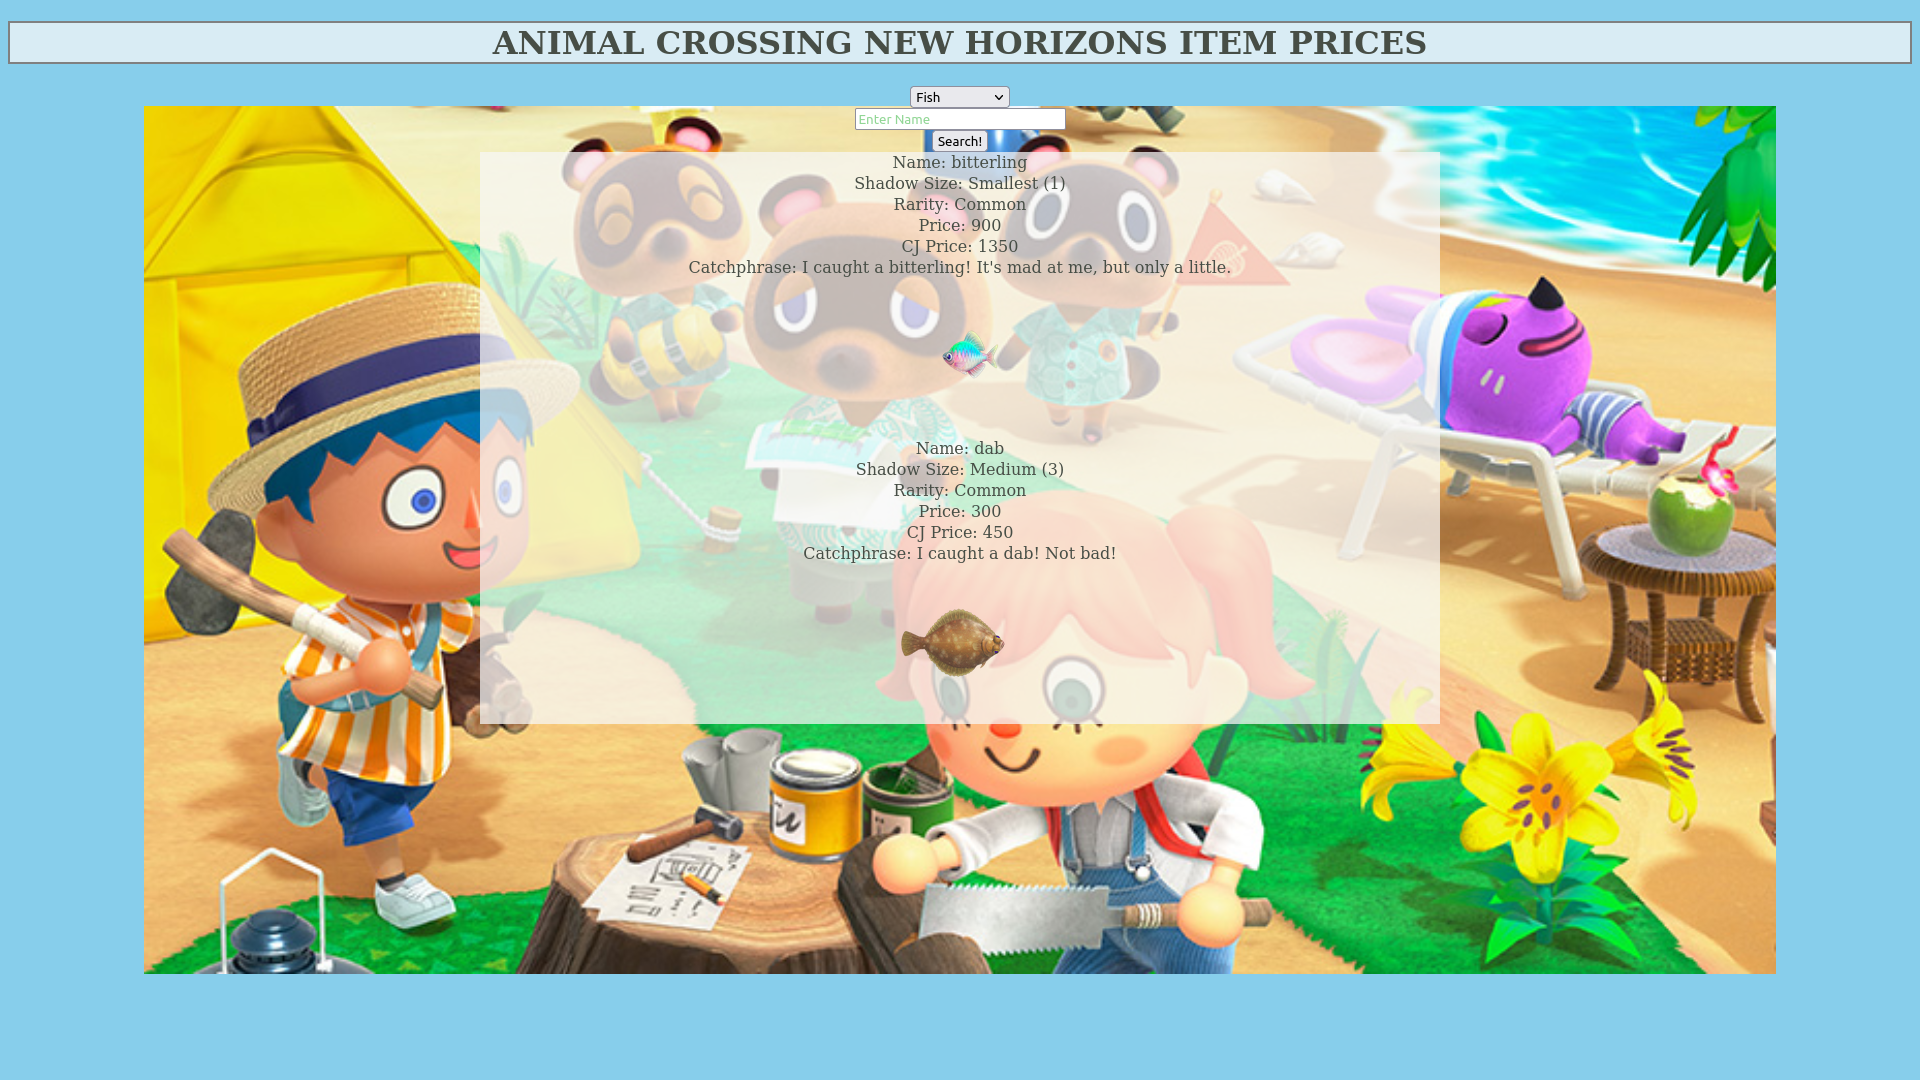 ANIMAL CROSSING NEW HORIZONS ITEM PRICES
Fish
Enter Name
Search!
Name: bitterling
Shadow Size: Smallest (1)
Rarity: Common
Price: 900
CJ Price: 1350
Catchphrase: I caught a bitterling! It's mad at me, but only a little.
Name: dab
Shadow Size: Medium (3)
Rarity: Common
Price: 300
CJ Price: 450
Catchphrase: I caught a dab! Not bad!